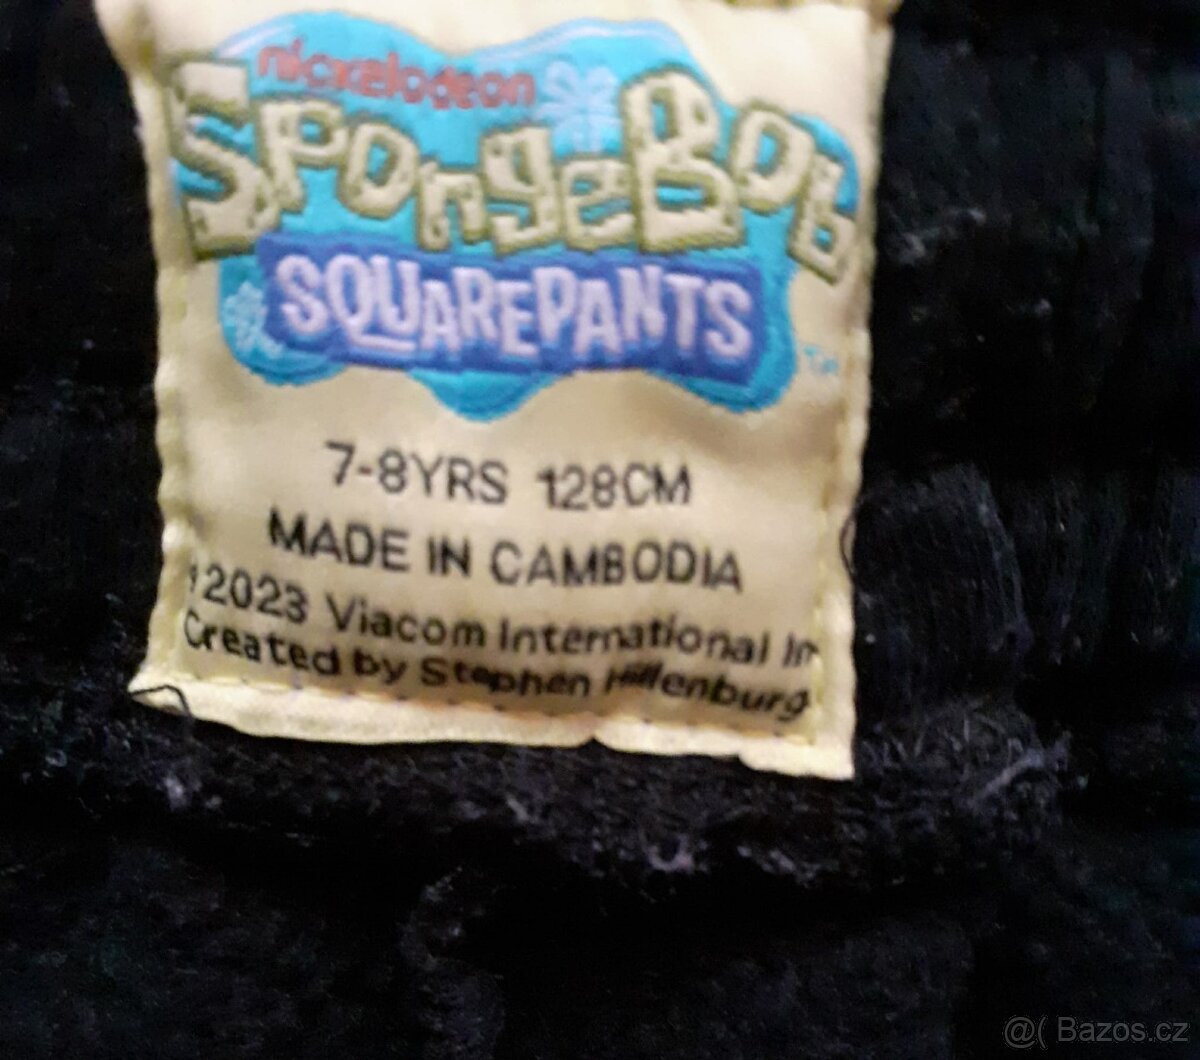 nickelodeon
SpongeBob
SQUAREPANTS
TM
7-8YRS 128CM
MADE IN CAMBODIA
2023 Viacom International In
Created by Stephen Hillenburg
@( Bazos.cz